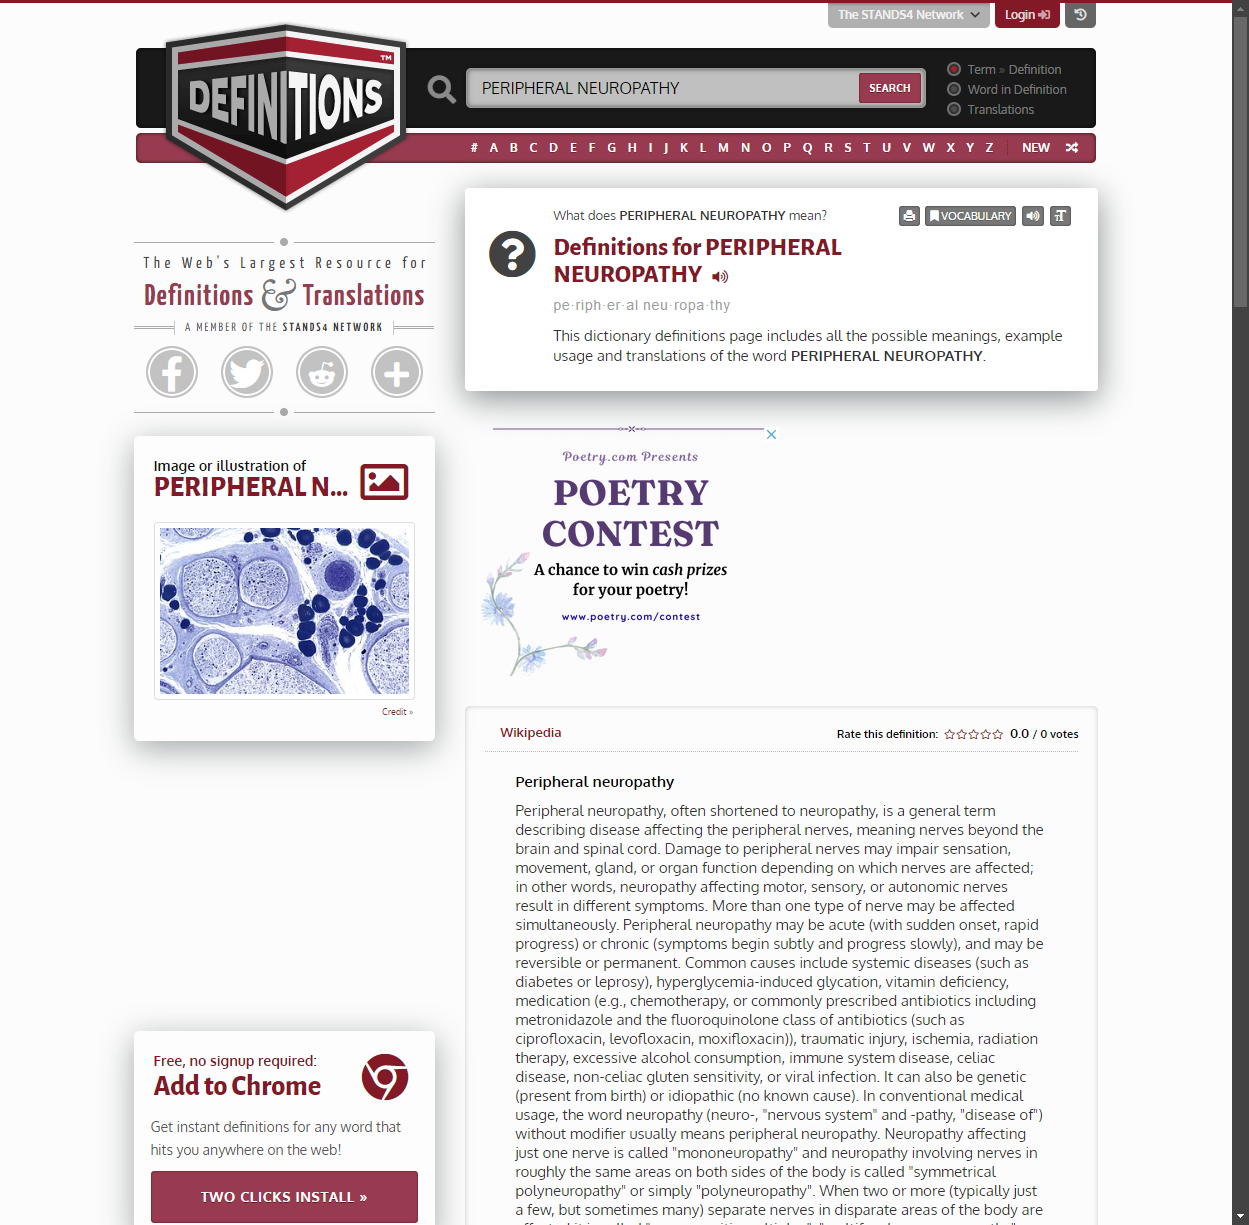 The STANDS4 Network
Login
DEFINITIONS
TM
PERIPHERAL NEUROPATHY
SEARCH
Term » Definition
Word in Definition
Translations
# A B C D E F G H I J K L M N O P Q R S T U V W X Y Z NEW
The Web's Largest Resource for
Definitions & Translations
A MEMBER OF THE STANDS4 NETWORK
Image or illustration of
PERIPHERAL N...
Credit »
Free, no signup required:
Add to Chrome
Get instant definitions for any word that
hits you anywhere on the web!
TWO CLICKS INSTALL »
What does PERIPHERAL NEUROPATHY mean?
VOCABULARY
Definitions for PERIPHERAL
NEUROPATHY
pe·riph·er·al neu·ropa·thy
This dictionary definitions page includes all the possible meanings, example
usage and translations of the word PERIPHERAL NEUROPATHY.
Poetry.com Presents
POETRY
CONTEST
A chance to win cash prizes
for your poetry!
www.poetry.com/contest
Wikipedia
Rate this definition: 0.0 / 0 votes
Peripheral neuropathy
Peripheral neuropathy, often shortened to neuropathy, is a general term
describing disease affecting the peripheral nerves, meaning nerves beyond the
brain and spinal cord. Damage to peripheral nerves may impair sensation,
movement, gland, or organ function depending on which nerves are affected;
in other words, neuropathy affecting motor, sensory, or autonomic nerves
result in different symptoms. More than one type of nerve may be affected
simultaneously. Peripheral neuropathy may be acute (with sudden onset, rapid
progress) or chronic (symptoms begin subtly and progress slowly), and may be
reversible or permanent. Common causes include systemic diseases (such as
diabetes or leprosy), hyperglycemia-induced glycation, vitamin deficiency,
medication (e.g., chemotherapy, or commonly prescribed antibiotics including
metronidazole and the fluoroquinolone class of antibiotics (such as
ciprofloxacin, levofloxacin, moxifloxacin)), traumatic injury, ischemia, radiation
therapy, excessive alcohol consumption, immune system disease, celiac
disease, non-celiac gluten sensitivity, or viral infection. It can also be genetic
(present from birth) or idiopathic (no known cause). In conventional medical
usage, the word neuropathy (neuro-, "nervous system" and -pathy, "disease of")
without modifier usually means peripheral neuropathy. Neuropathy affecting
just one nerve is called "mononeuropathy" and neuropathy involving nerves in
roughly the same areas on both sides of the body is called "symmetrical
polyneuropathy" or simply "polyneuropathy". When two or more (typically just
a few, but sometimes many) separate nerves in disparate areas of the body are